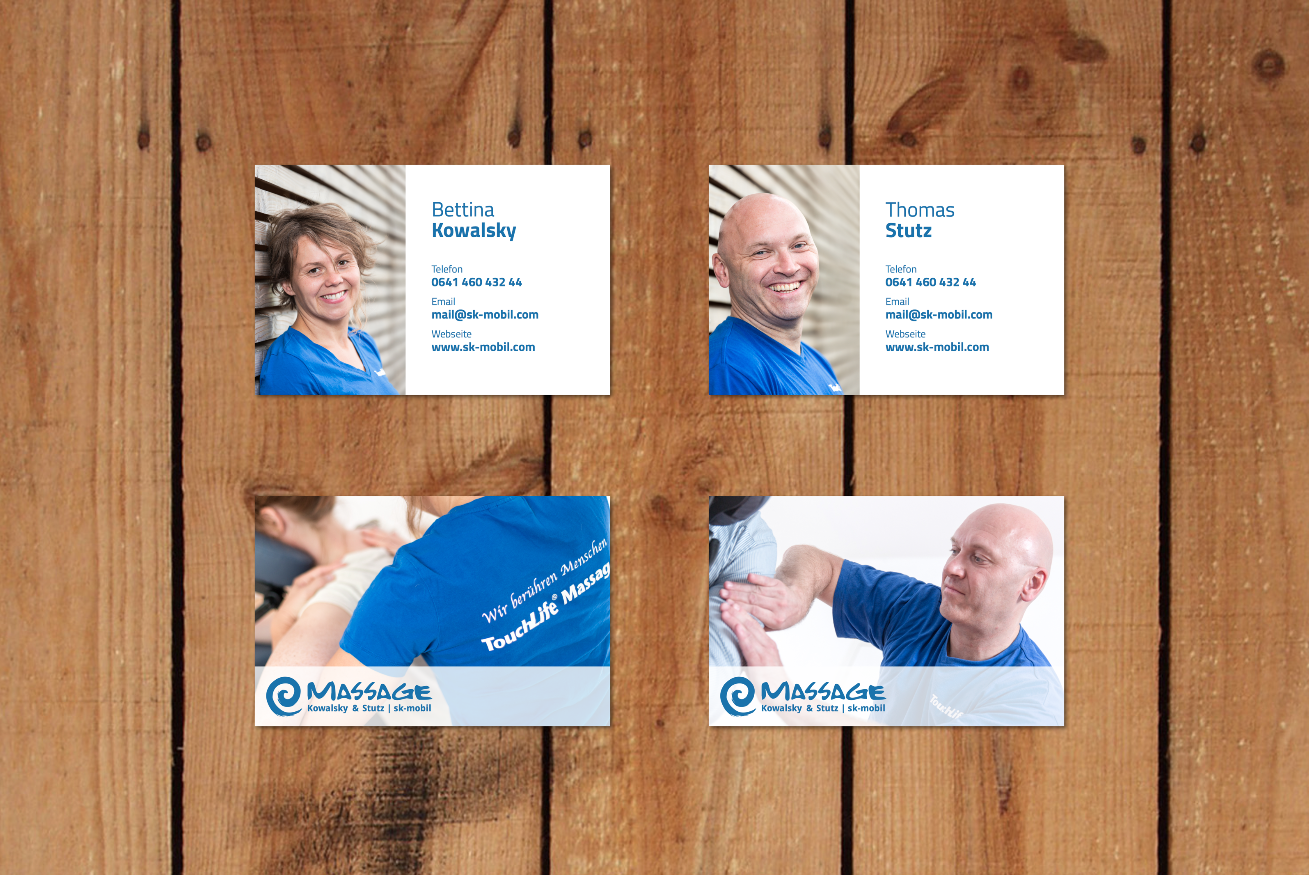 Bettina
Kowalsky
Telefon
0641 460 432 44
Email
mail@sk-mobil.com
Webseite
www.sk-mobil.com
Thomas
Stutz
Telefon
0641 460 432 44
Email
mail@sk-mobil.com
Webseite
www.sk-mobil.com
Wir berühren Menschen
TouchLife® Massag
MASSAGE
Kowalsky & Stutz | sk-mobil
TouchLif
MASSAGE
Kowalsky & Stutz | sk-mobil